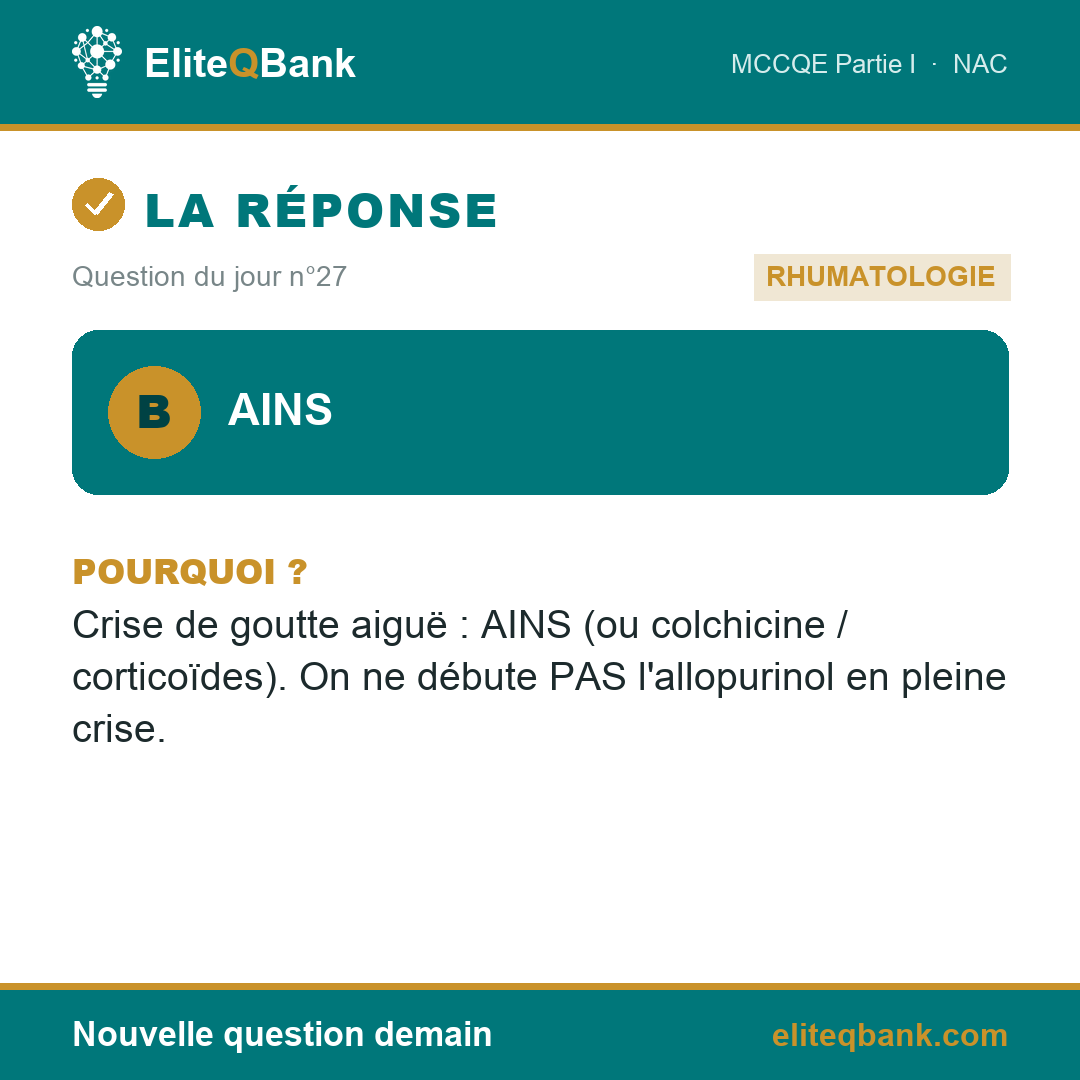 EliteQBank
MCCQE Partie I · NAC
LA RÉPONSE
Question du jour n°27
RHUMATOLOGIE
B AINS
POURQUOI ?
Crise de goutte aiguë : AINS (ou colchicine /
corticoïdes). On ne débute PAS l'allopurinol en pleine
crise.
Nouvelle question demain
eliteqbank.com